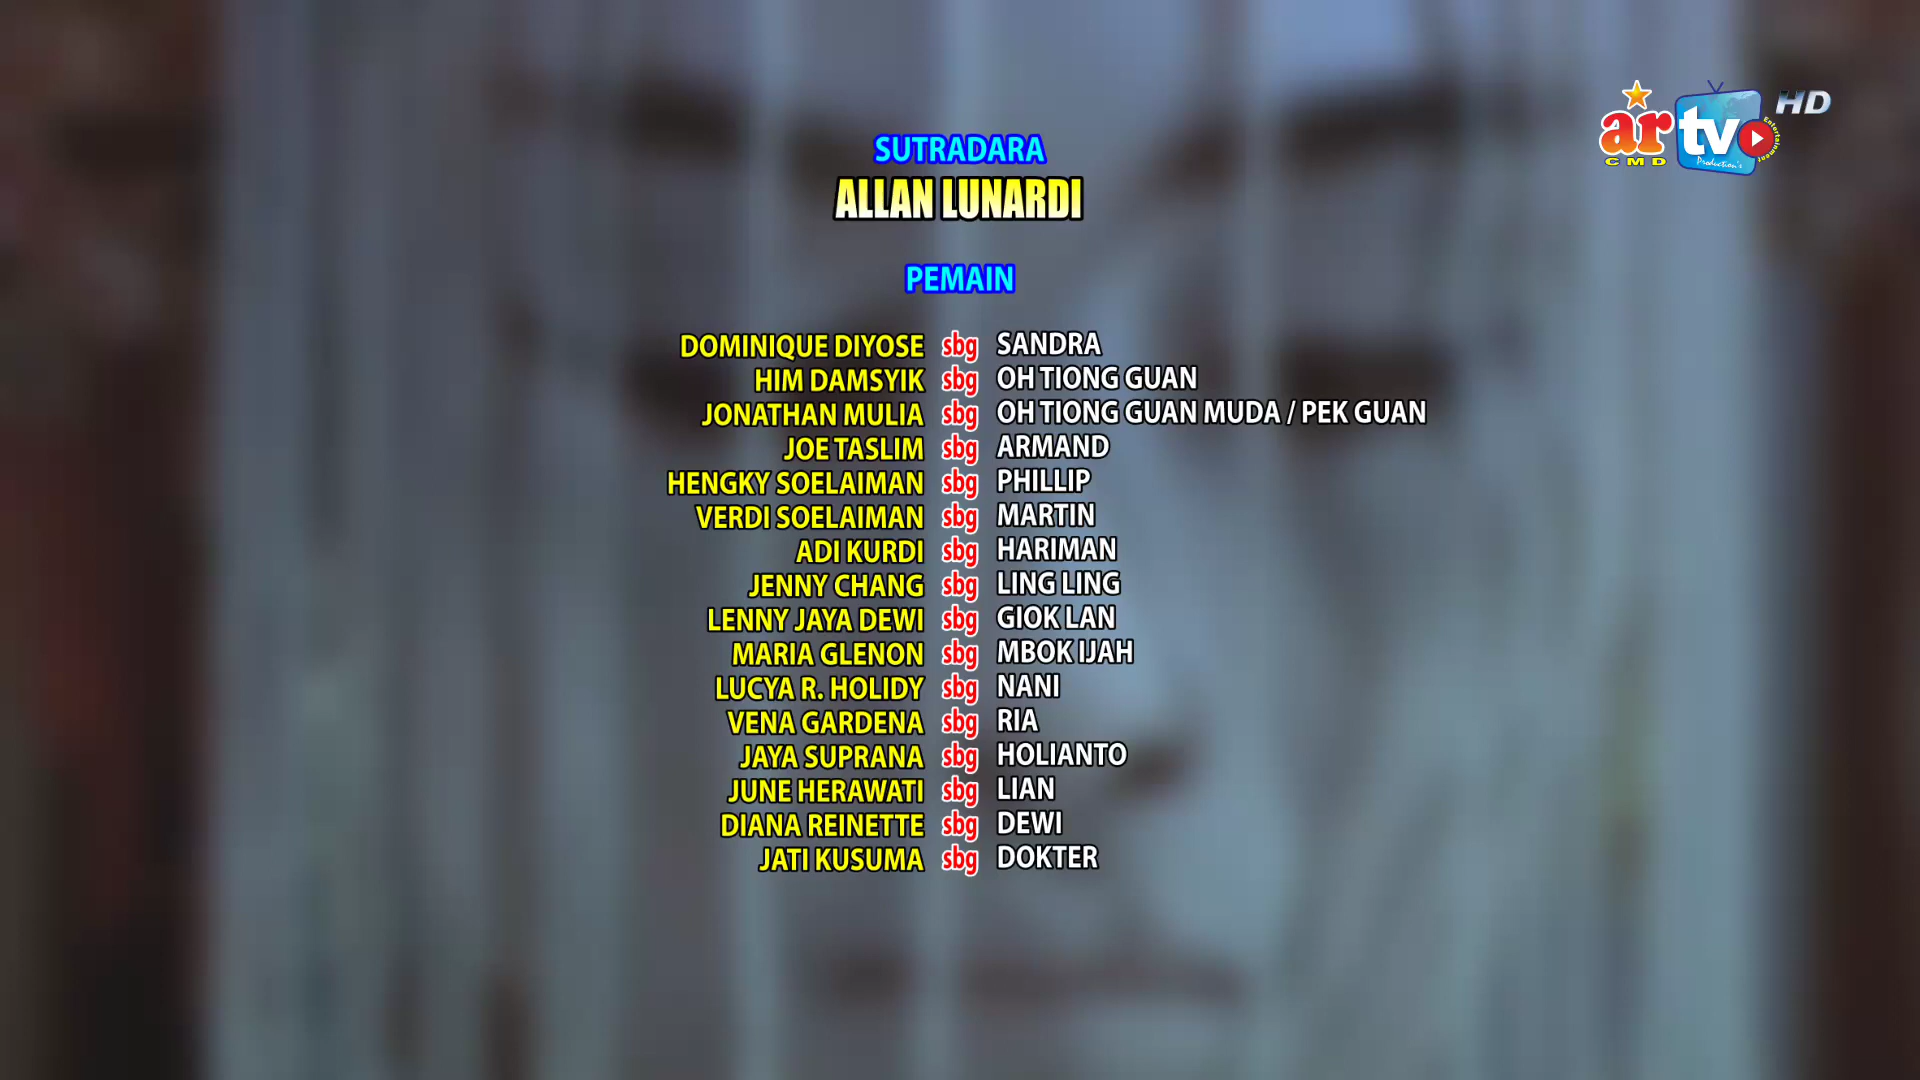 ar tv HD
CMD Production's Entertainment
SUTRADARA
ALLAN LUNARDI
PEMAIN
DOMINIQUE DIYOSE sbg SANDRA
HIM DAMSYIK sbg OH TIONG GUAN
JONATHAN MULIA sbg OH TIONG GUAN MUDA / PEK GUAN
JOE TASLIM sbg ARMAND
HENGKY SOELAIMAN sbg PHILLIP
VERDI SOELAIMAN sbg MARTIN
ADI KURDI sbg HARIMAN
JENNY CHANG sbg LING LING
LENNY JAYA DEWI sbg GIOK LAN
MARIA GLENON sbg MBOK IJAH
LUCYA R. HOLIDY sbg NANI
VENA GARDENA sbg RIA
JAYA SUPRANA sbg HOLIANTO
JUNE HERAWATI sbg LIAN
DIANA REINETTE sbg DEWI
JATI KUSUMA sbg DOKTER